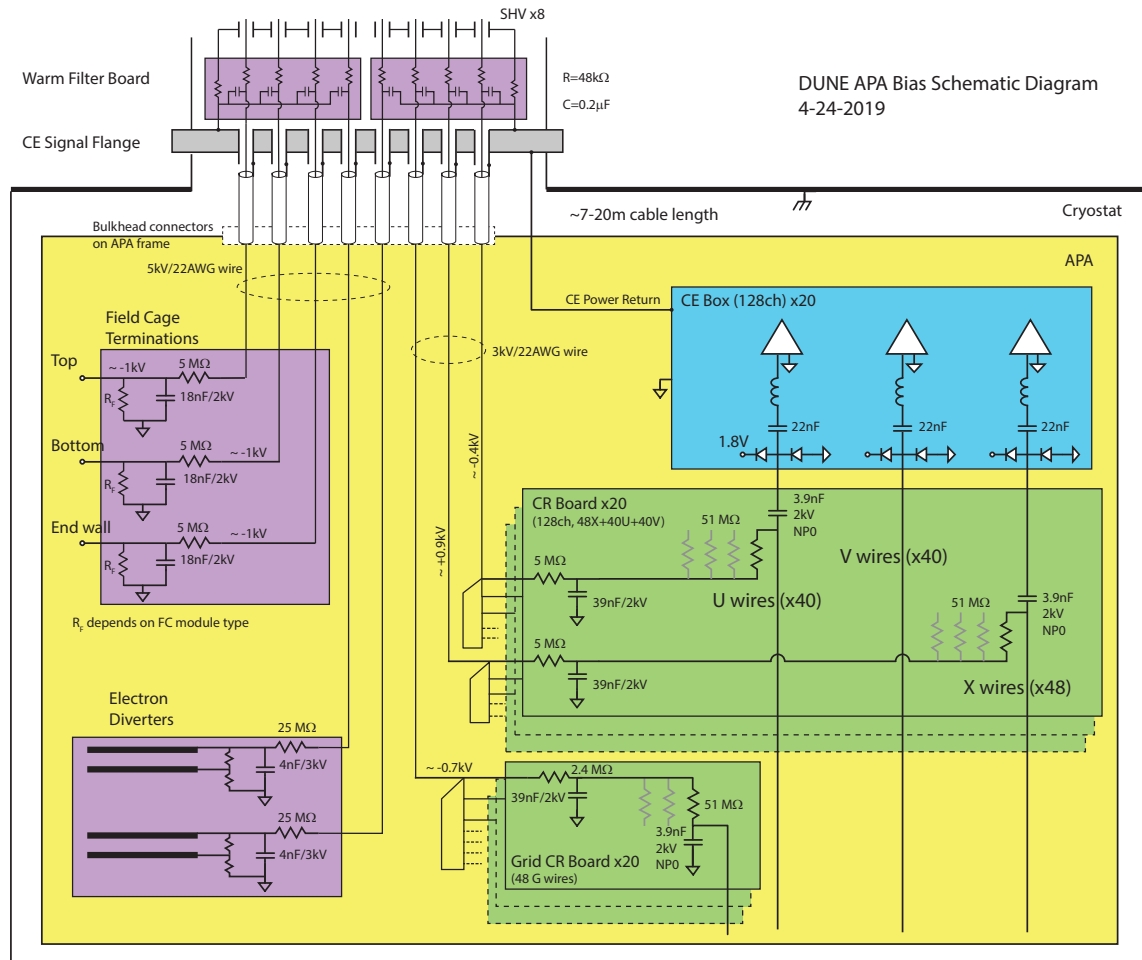 SHV x8
Warm Filter Board
R=48kΩ
C=0.2µF
DUNE APA Bias Schematic Diagram
4-24-2019
CE Signal Flange
~7-20m cable length
Cryostat
Bulkhead connectors
on APA frame
APA
5kV/22AWG wire
CE Power Return
CE Box (128ch) x20
Field Cage
Terminations
3kV/22AWG wire
Top
~ -1kV
5 MΩ
18nF/2kV
R_F
22nF
22nF
22nF
1.8V
Bottom
5 MΩ
~ -1kV
18nF/2kV
R_F
~ -0.4kV
~ +0.9kV
CR Board x20
(128ch, 48X+40U+40V)
3.9nF
2kV
NP0
51 MΩ
End wall
5 MΩ
~ -1kV
18nF/2kV
R_F
V wires (x40)
5 MΩ
39nF/2kV
U wires (x40)
51 MΩ
3.9nF
2kV
NP0
R_F depends on FC module type
5 MΩ
39nF/2kV
X wires (x48)
Electron
Diverters
25 MΩ
4nF/3kV
~ -0.7kV
2.4 MΩ
39nF/2kV
51 MΩ
25 MΩ
4nF/3kV
3.9nF
2kV
NP0
Grid CR Board x20
(48 G wires)